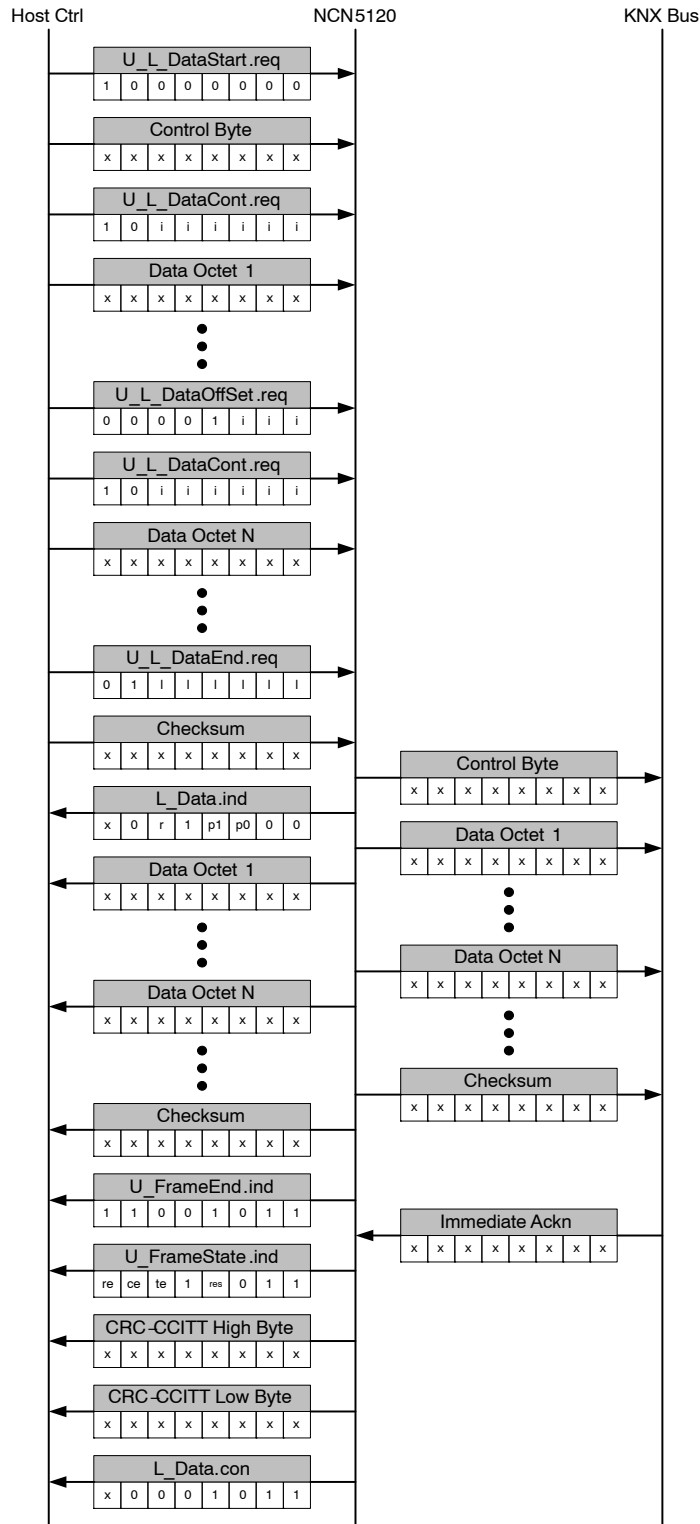 Host Ctrl NCN5120 KNX Bus
U_L_DataStart.req
1 0 0 0 0 0 0 0
Control Byte
x x x x x x x x
U_L_DataCont.req
1 0 i i i i i i
Data Octet 1
x x x x x x x x
U_L_DataOffSet.req
0 0 0 0 1 i i i
U_L_DataCont.req
1 0 i i i i i i
Data Octet N
x x x x x x x x
U_L_DataEnd.req
0 1 l l l l l l
Checksum
x x x x x x x x
Control Byte
x x x x x x x x
L_Data.ind
x 0 r 1 p1 p0 0 0
Data Octet 1
x x x x x x x x
Data Octet 1
x x x x x x x x
Data Octet N
x x x x x x x x
Data Octet N
x x x x x x x x
Checksum
x x x x x x x x
Checksum
x x x x x x x x
U_FrameEnd.ind
1 1 0 0 1 0 1 1
Immediate Ackn
x x x x x x x x
U_FrameState.ind
re ce te 1 res 0 1 1
CRC-CCITT High Byte
x x x x x x x x
CRC-CCITT Low Byte
x x x x x x x x
L_Data.con
x 0 0 0 1 0 1 1